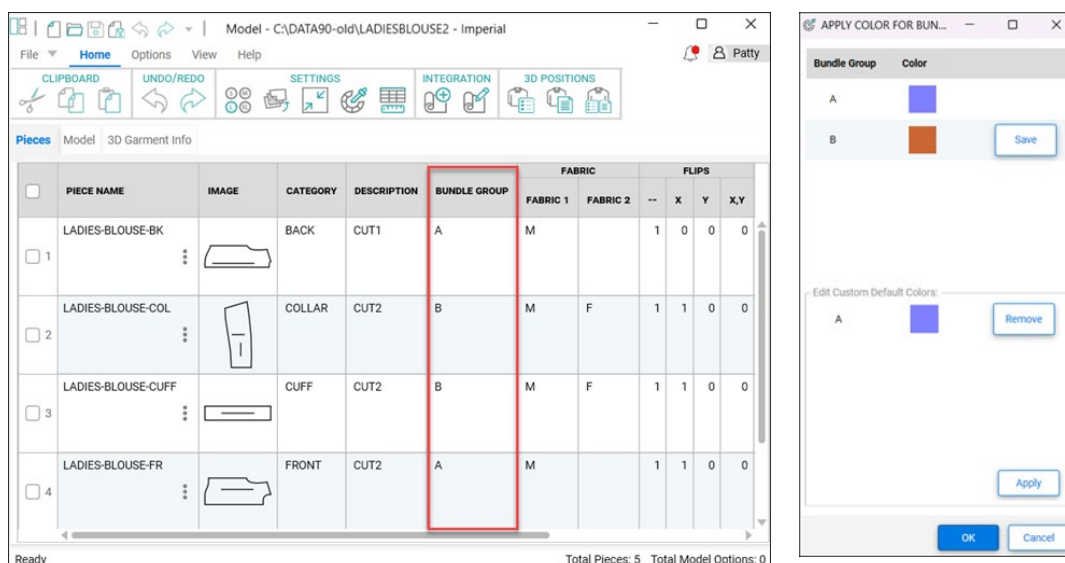 Model - C:\DATA90-old\LADIESBLOUSE2 - Imperial
File Home Options View Help Patty
CLIPBOARD UNDO/REDO SETTINGS INTEGRATION 3D POSITIONS
Pieces Model 3D Garment Info
FABRIC FLIPS
PIECE NAME IMAGE CATEGORY DESCRIPTION BUNDLE GROUP FABRIC 1 FABRIC 2 -- X Y X,Y
1 LADIES-BLOUSE-BK BACK CUT1 A M 1 0 0 0
2 LADIES-BLOUSE-COL COLLAR CUT2 B M F 1 1 0 0
3 LADIES-BLOUSE-CUFF CUFF CUT2 B M F 1 1 0 0
4 LADIES-BLOUSE-FR FRONT CUT2 A M 1 1 0 0
Ready Total Pieces: 5 Total Model Options: 0
APPLY COLOR FOR BUN...
Bundle Group Color
A
B Save
Edit Custom Default Colors:
A Remove
Apply
OK Cancel